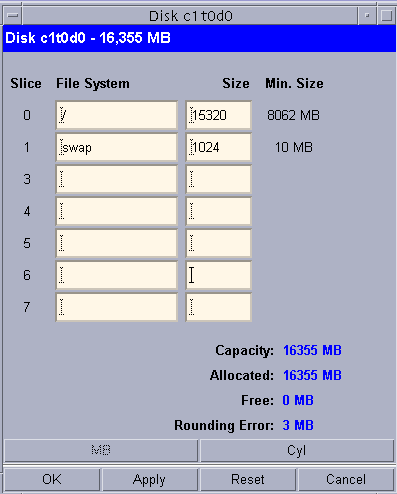 Disk c1t0d0
Disk c1t0d0 - 16,355 MB
Slice File System Size Min. Size
0 / 15320 8062 MB
1 swap 1024 10 MB
3
4
5
6
7
Capacity: 16355 MB
Allocated: 16355 MB
Free: 0 MB
Rounding Error: 3 MB
MB Cyl
OK Apply Reset Cancel